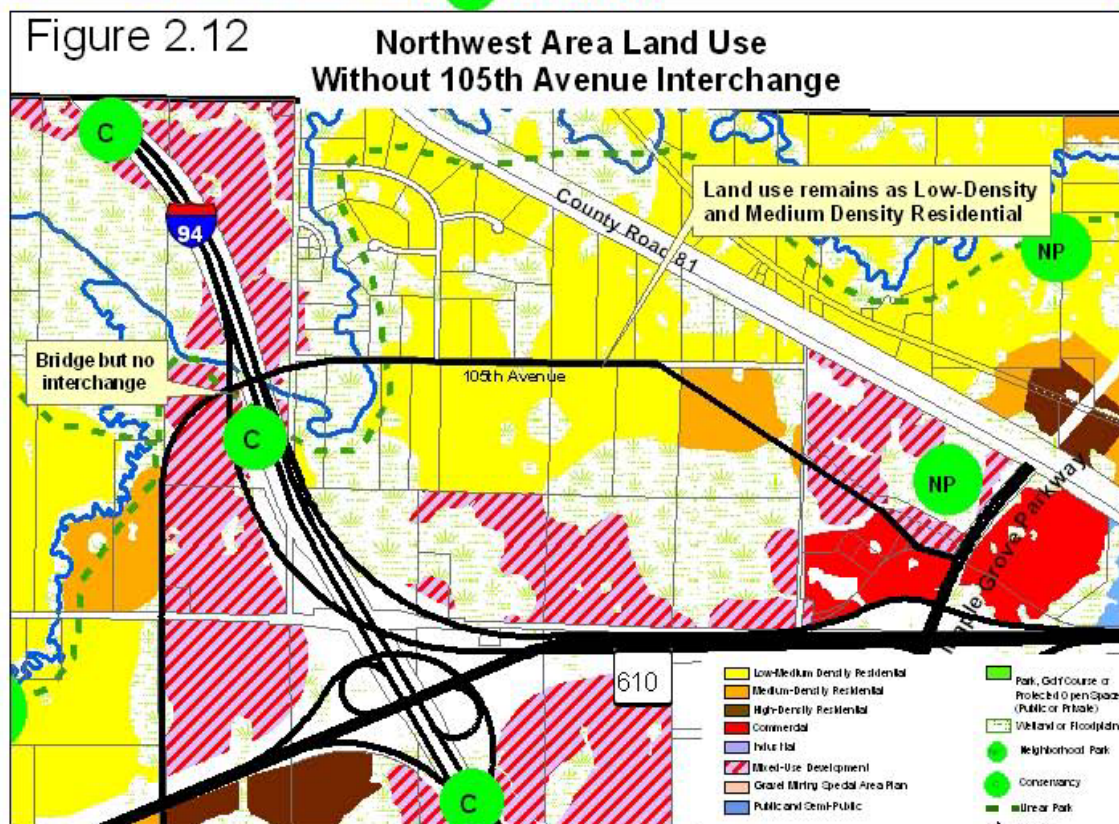 Figure 2.12
Northwest Area Land Use
Without 105th Avenue Interchange
C
94
Land use remains as Low-Density
and Medium Density Residential
County Road 81
NP
Bridge but no
interchange
105th Avenue
C
NP
Maple Grove Parkway
610
C
Low-Medium Density Residential
Medium-Density Residential
High-Density Residential
Commercial
Industrial
Mixed-Use Development
Gravel Mining Special Area Plan
Public and Semi-Public
Park, Golf Course or
Protected Open Space
(Public or Private)
Wetland or Floodplain
Neighborhood Park
Conservancy
Linear Park